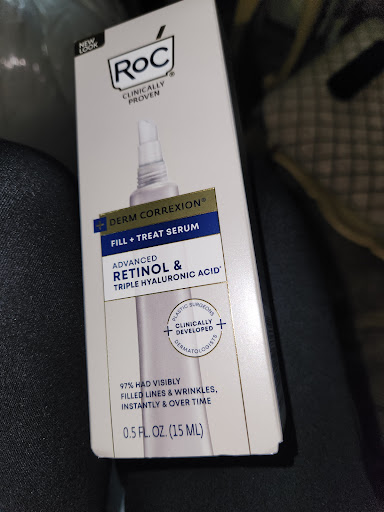 NEW
LOOK
RoC®
CLINICALLY
PROVEN
+ DERM CORREXION®
FILL + TREAT SERUM
ADVANCED
RETINOL &
TRIPLE HYALURONIC ACID*
PLASTIC SURGEONS
+ CLINICALLY +
DEVELOPED
DERMATOLOGISTS
97% HAD VISIBLY
FILLED LINES & WRINKLES,
INSTANTLY & OVER TIME
0.5 FL. OZ. (15 ML)